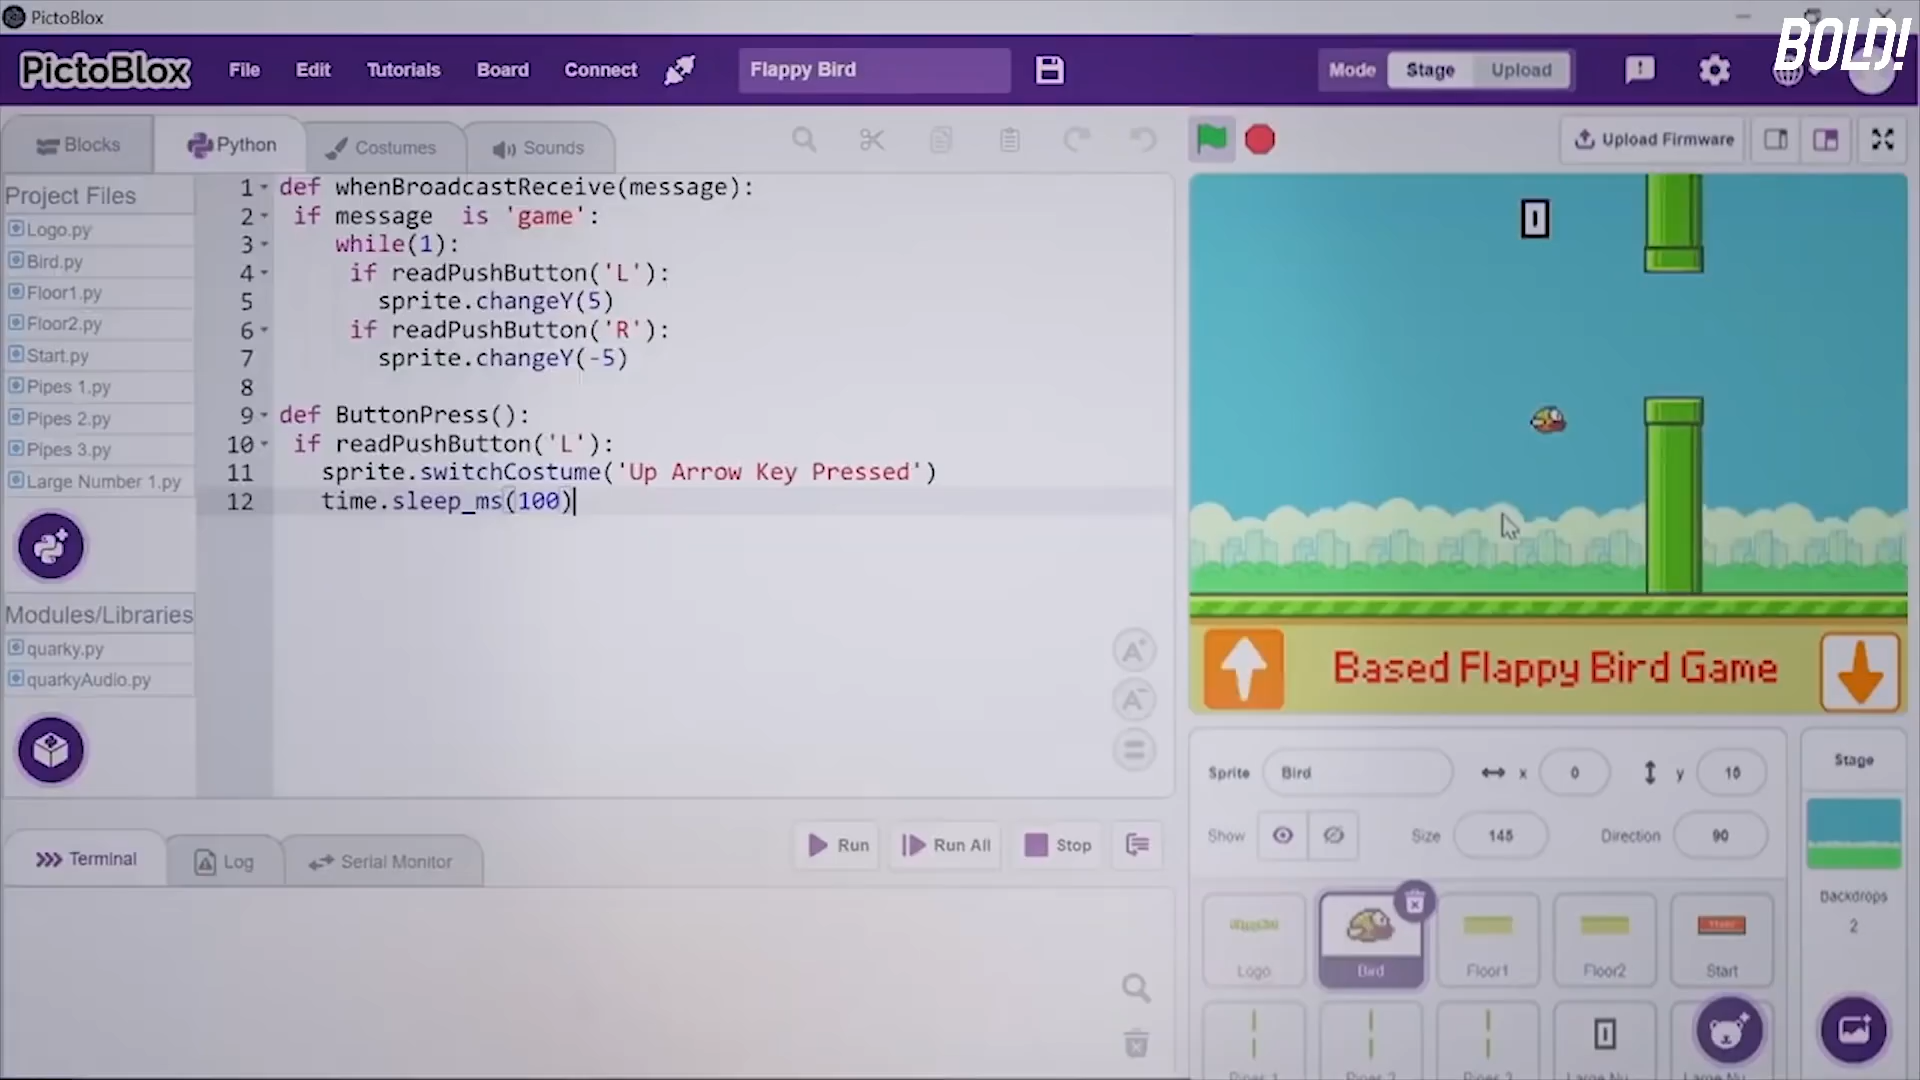 PictoBlox
BOLD!
PictoBlox File Edit Tutorials Board Connect Flappy Bird Mode Stage Upload
Blocks Python Costumes Sounds Upload Firmware
Project Files
Logo.py
Bird.py
Floor1.py
Floor2.py
Start.py
Pipes 1.py
Pipes 2.py
Pipes 3.py
Large Number 1.py
Modules/Libraries
quarky.py
quarkyAudio.py
1 def whenBroadcastReceive(message):
2 if message is 'game':
3 while(1):
4 if readPushButton('L'):
5 sprite.changeY(5)
6 if readPushButton('R'):
7 sprite.changeY(-5)
8
9 def ButtonPress():
10 if readPushButton('L'):
11 sprite.switchCostume('Up Arrow Key Pressed')
12 time.sleep_ms(100)
A+
A-
Based Flappy Bird Game
Terminal Log Serial Monitor Run Run All Stop
Sprite Bird x 0 y 10
Show Size 145 Direction 90
Stage
Backdrops
2
Logo Bird Floor1 Floor2 Start